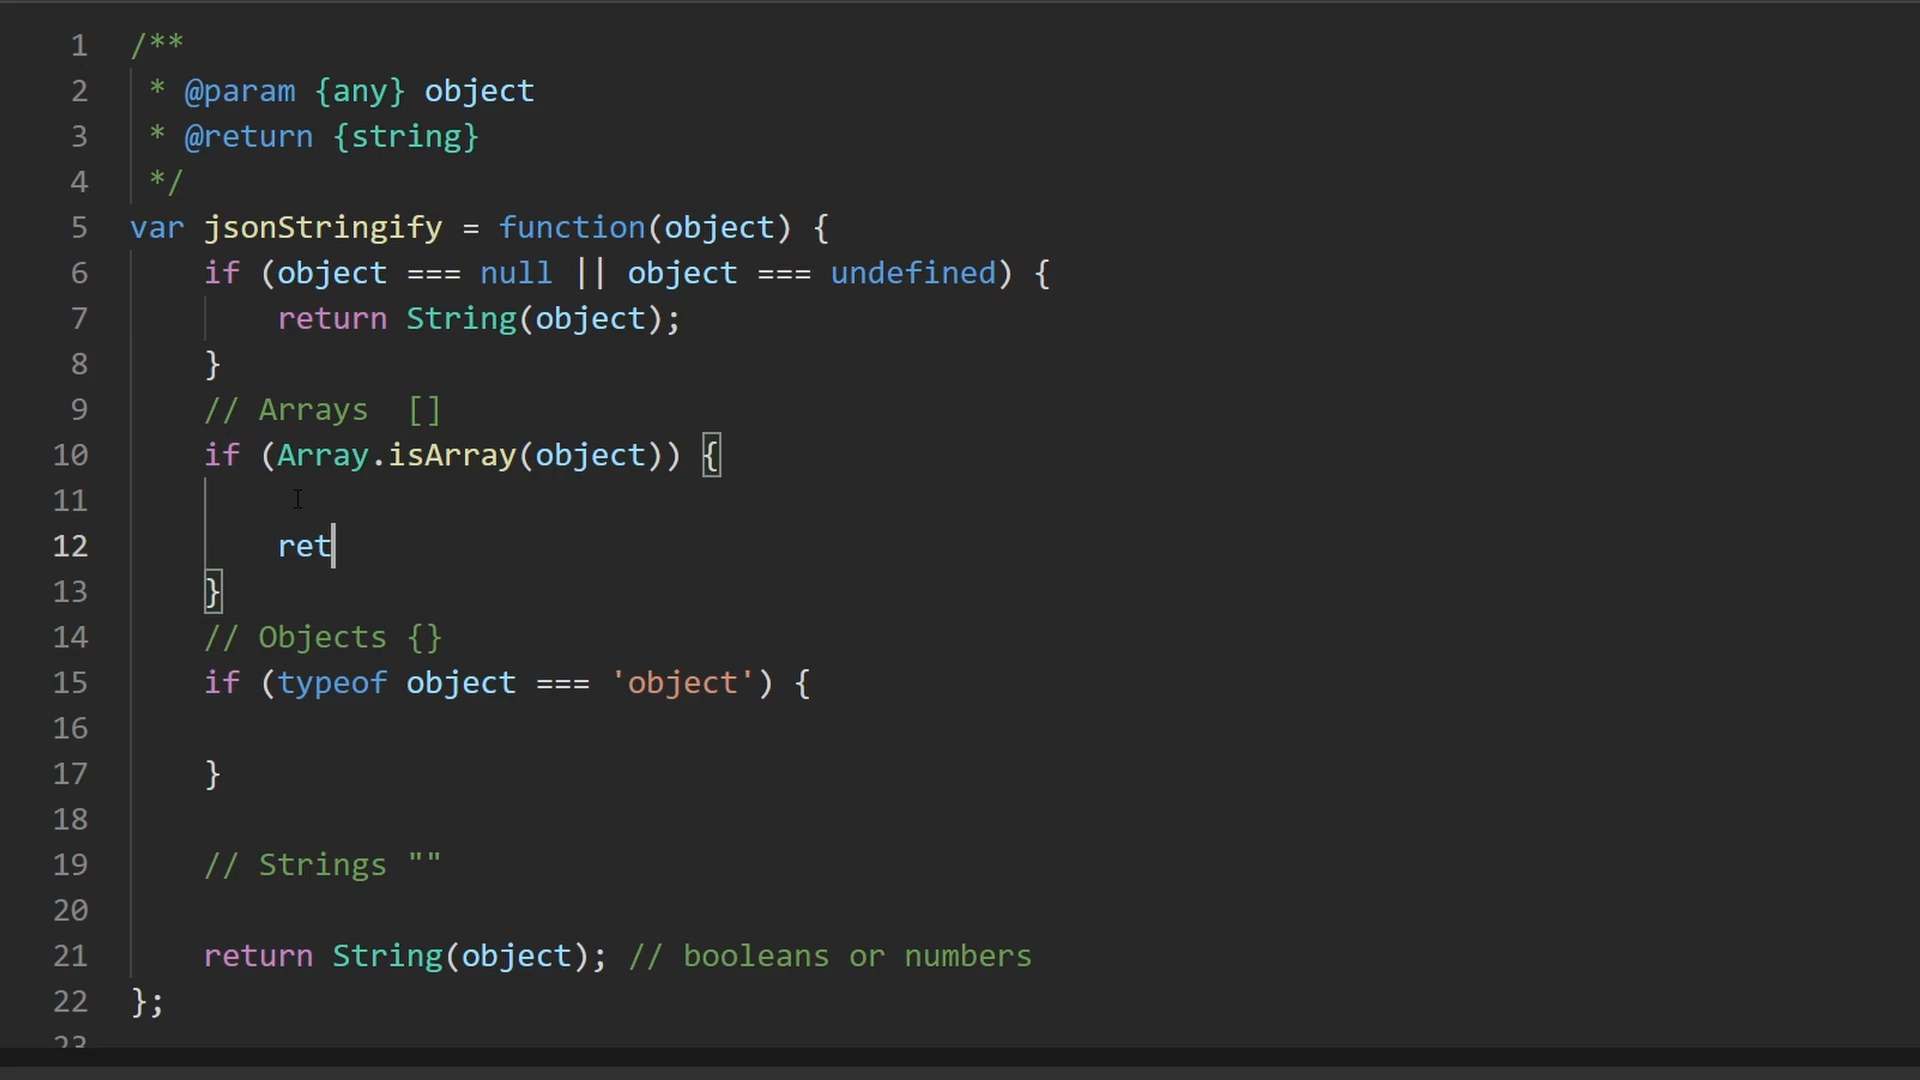 1 /**
2  * @param {any} object
3  * @return {string}
4  */
5 var jsonStringify = function(object) {
6     if (object === null || object === undefined) {
7         return String(object);
8     }
9     // Arrays  []
10     if (Array.isArray(object)) {
11
12         ret
13     }
14     // Objects {}
15     if (typeof object === 'object') {
16
17     }
18
19     // Strings ""
20
21     return String(object); // booleans or numbers
22 };
23